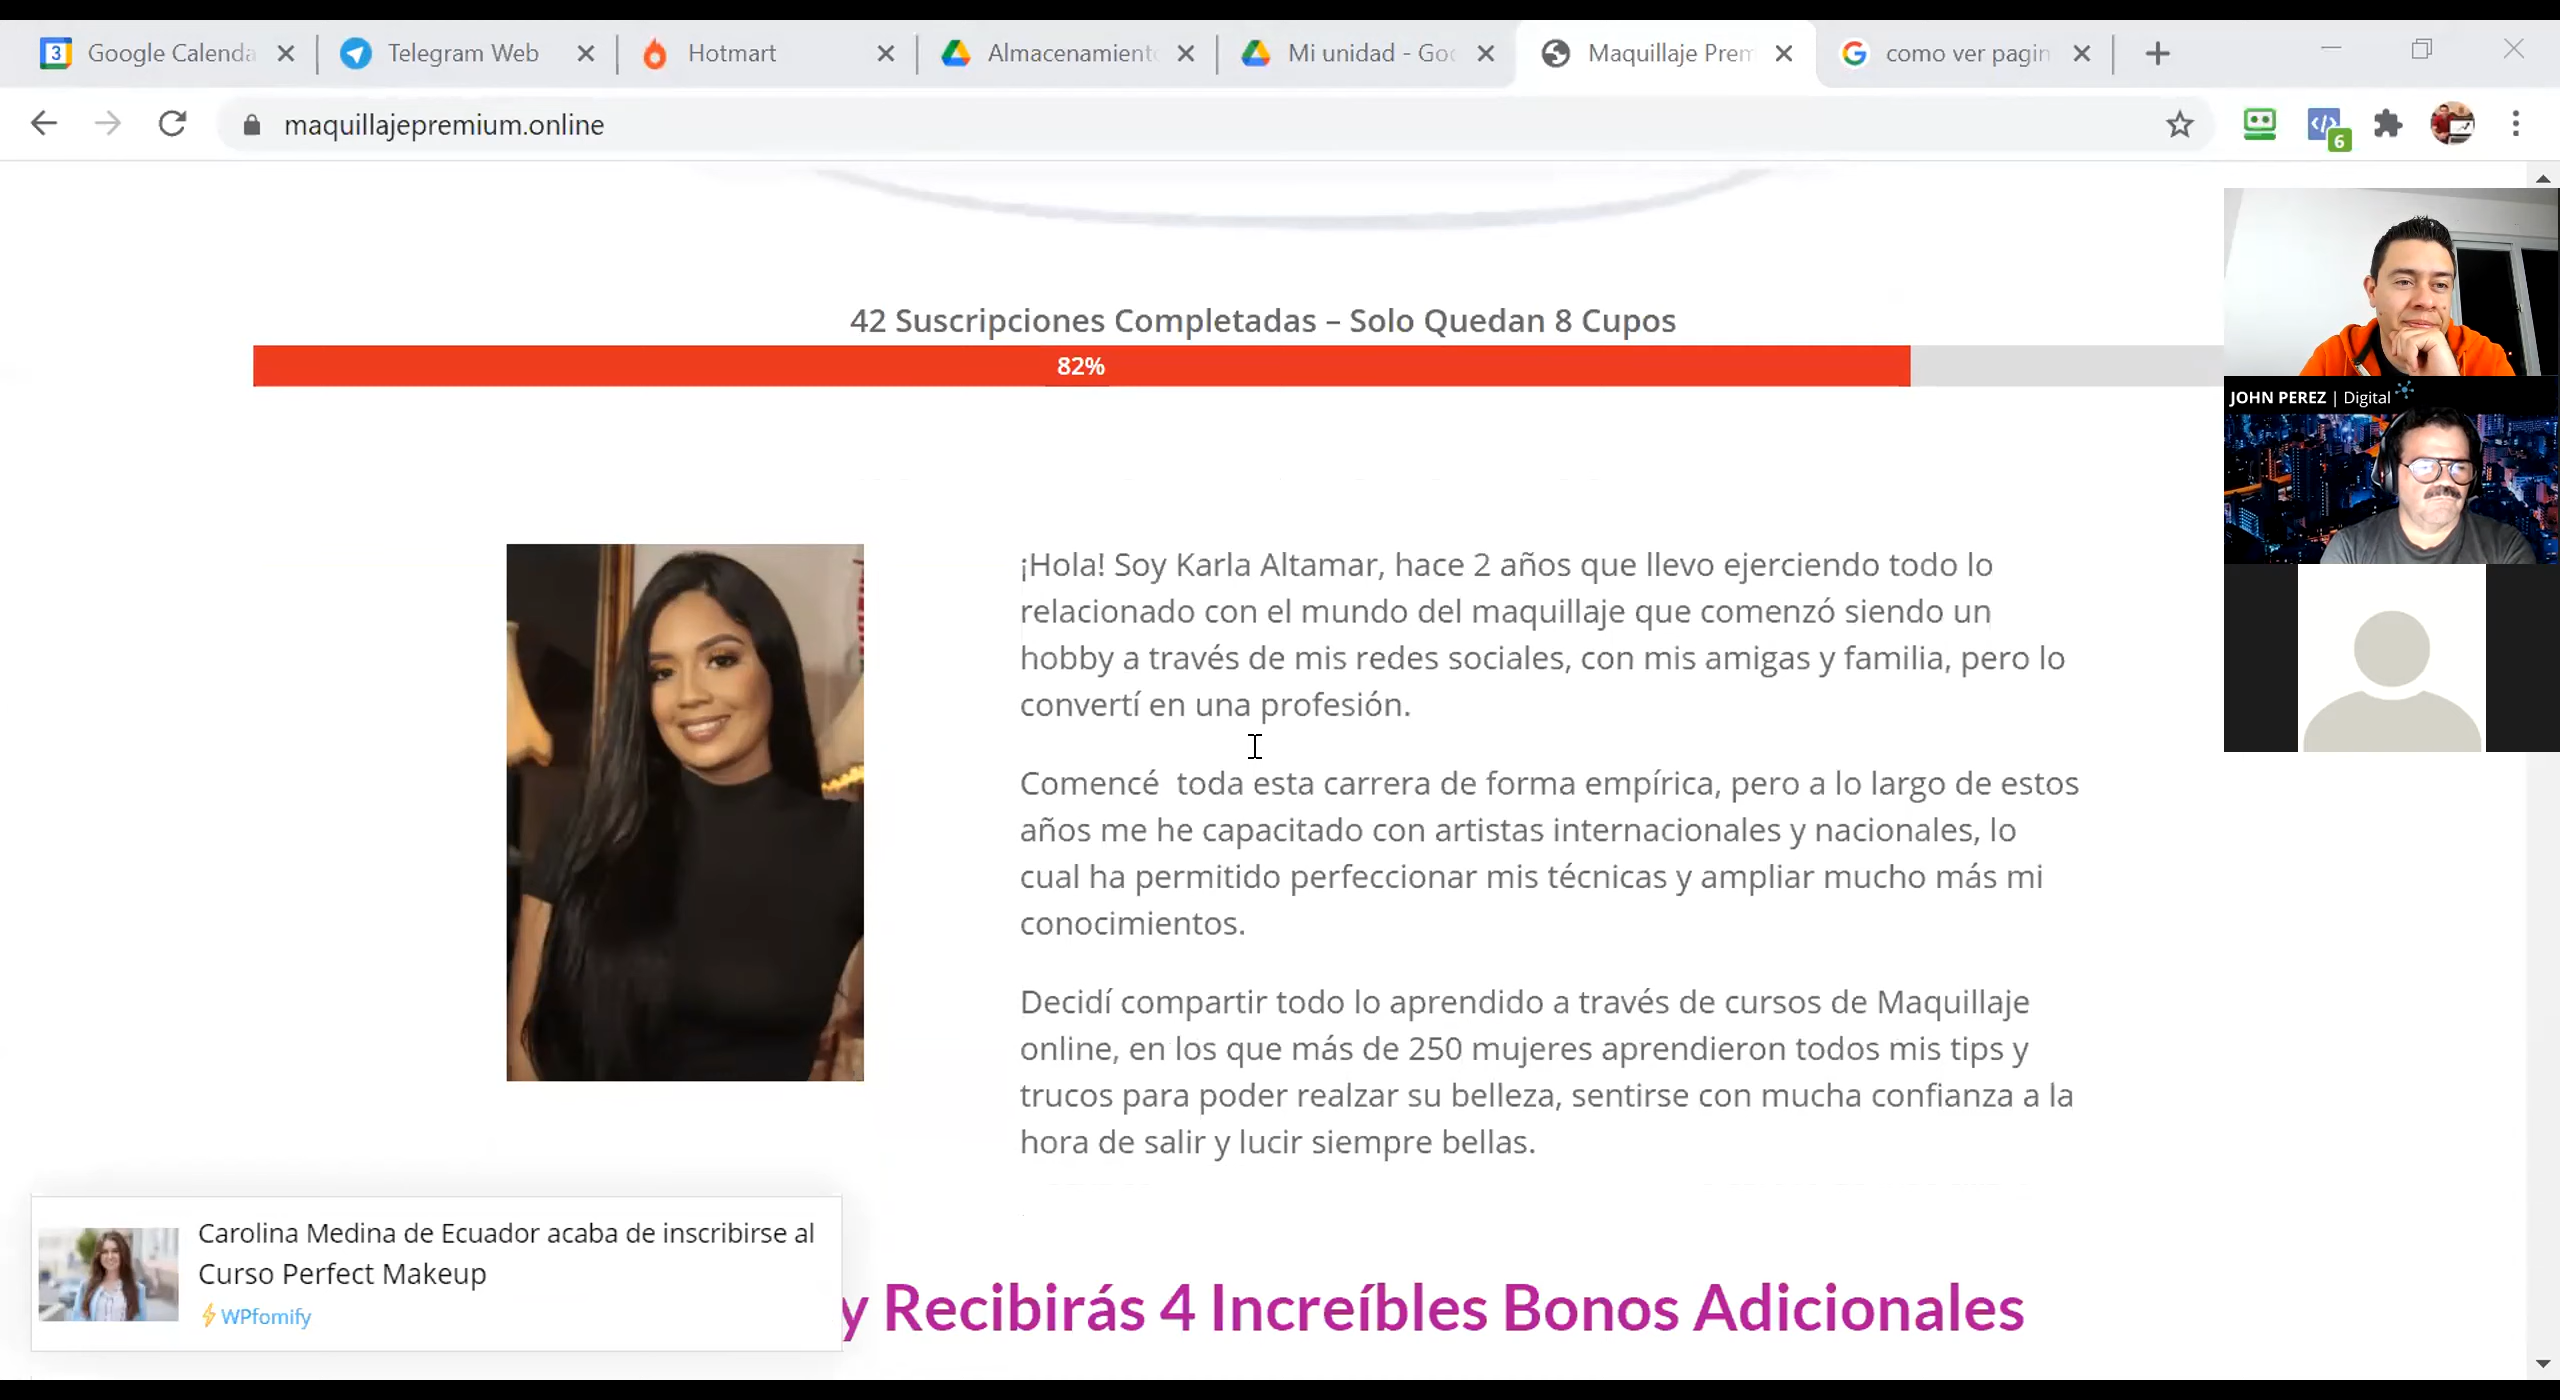 Google Calenda
Telegram Web
Hotmart
Almacenamient
Mi unidad - Goo
Maquillaje Prem
como ver pagin
maquillajepremium.online
6
42 Suscripciones Completadas – Solo Quedan 8 Cupos
82%
JOHN PEREZ | Digital
¡Hola! Soy Karla Altamar, hace 2 años que llevo ejerciendo todo lo
relacionado con el mundo del maquillaje que comenzó siendo un
hobby a través de mis redes sociales, con mis amigas y familia, pero lo
convertí en una profesión.
Comencé  toda esta carrera de forma empírica, pero a lo largo de estos
años me he capacitado con artistas internacionales y nacionales, lo
cual ha permitido perfeccionar mis técnicas y ampliar mucho más mi
conocimientos.
Decidí compartir todo lo aprendido a través de cursos de Maquillaje
online, en los que más de 250 mujeres aprendieron todos mis tips y
trucos para poder realzar su belleza, sentirse con mucha confianza a la
hora de salir y lucir siempre bellas.
Carolina Medina de Ecuador acaba de inscribirse al
Curso Perfect Makeup
WPfomify
y Recibirás 4 Increíbles Bonos Adicionales